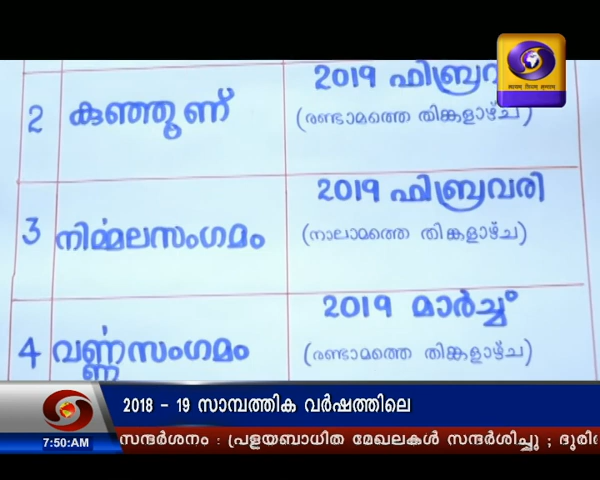 2 കുഞ്ഞൂണ് 2019
(രണ്ടാമത്തെ തിങ്കളാഴ്ച)
3 നിർമ്മലസംഗമം 2019 ഫിബ്രവരി
(നാലാമത്തെ തിങ്കളാഴ്ച)
4 വർണ്ണസംഗമം 2019 മാർച്ച്
(രണ്ടാമത്തെ തിങ്കളാഴ്ച)
2018 - 19 സാമ്പത്തിക വർഷത്തിലെ
7:50:AM സന്ദർശനം : പ്രളയബാധിത മേഖലകൾ സന്ദർശിച്ചു ;